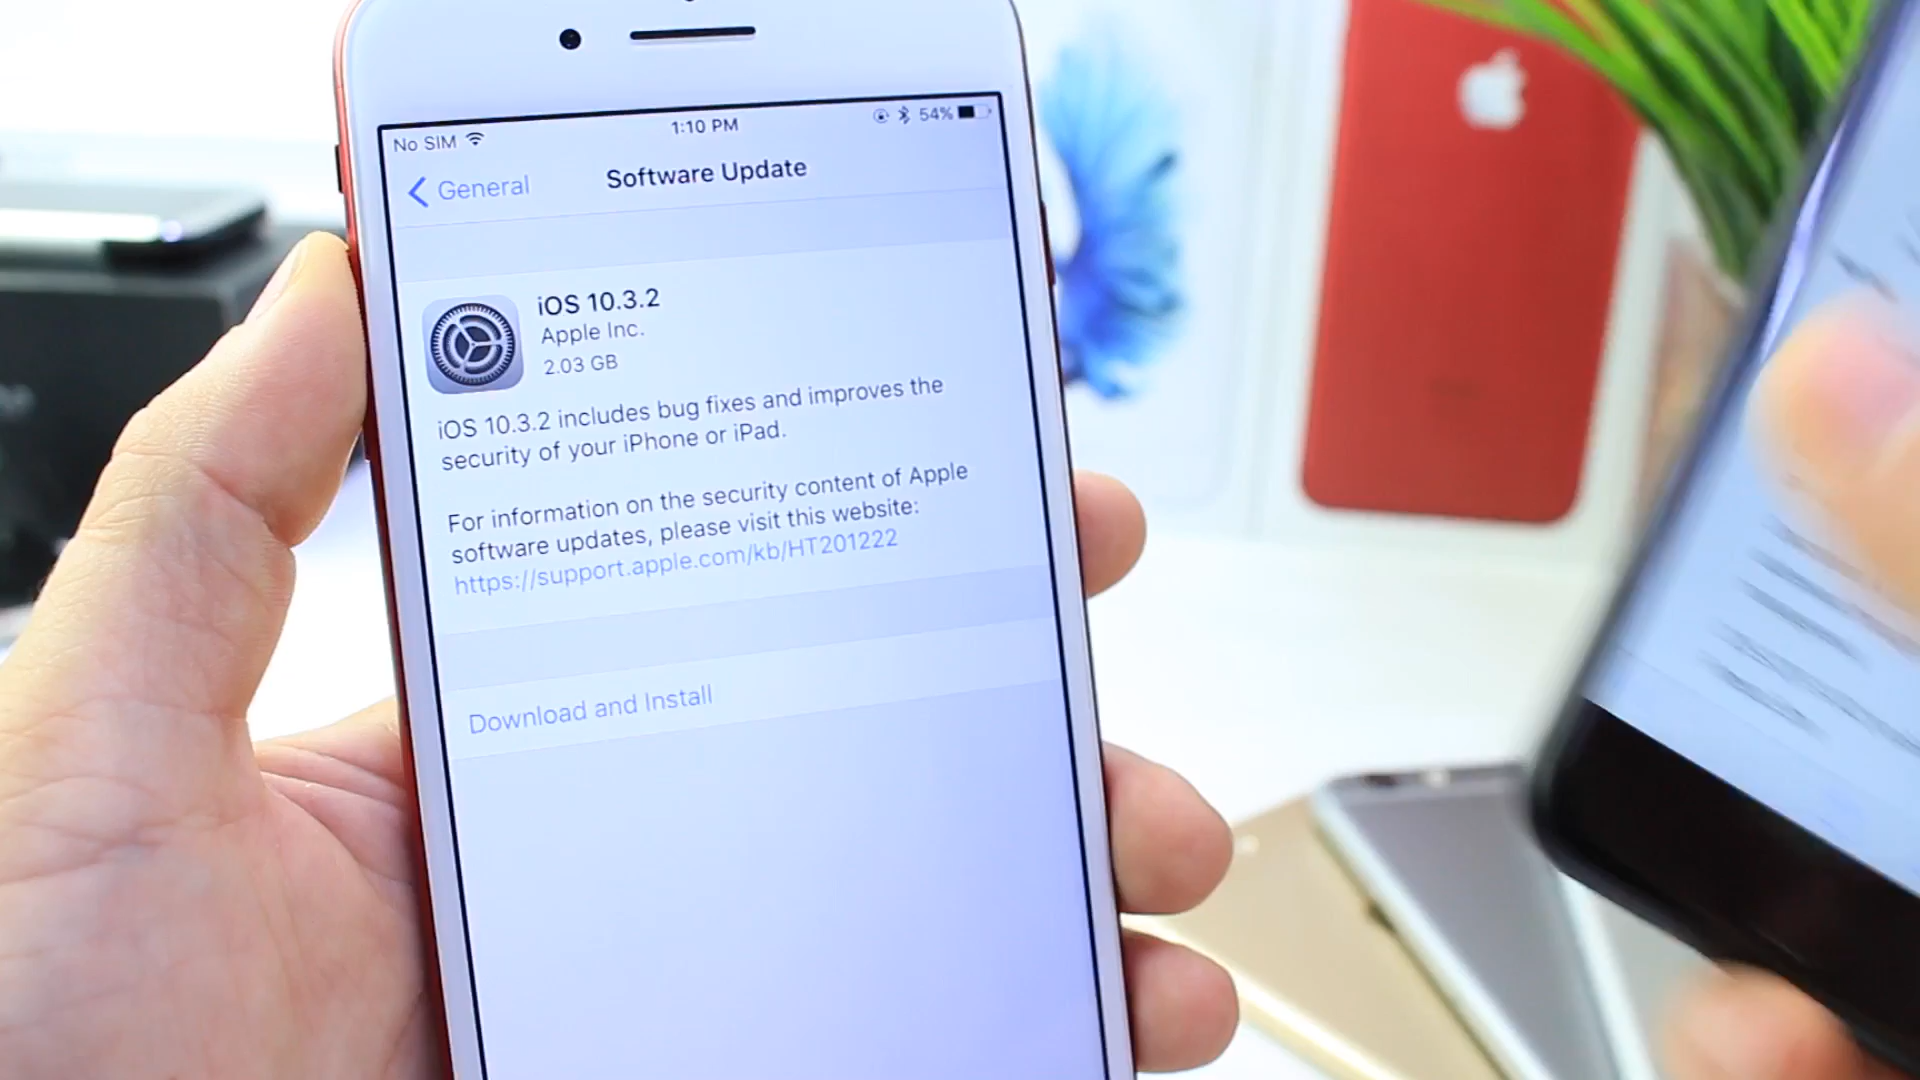 No SIM 1:10 PM 54%
General Software Update
iOS 10.3.2
Apple Inc.
2.03 GB
iOS 10.3.2 includes bug fixes and improves the
security of your iPhone or iPad.
For information on the security content of Apple
software updates, please visit this website:
https://support.apple.com/kb/HT201222
Download and Install